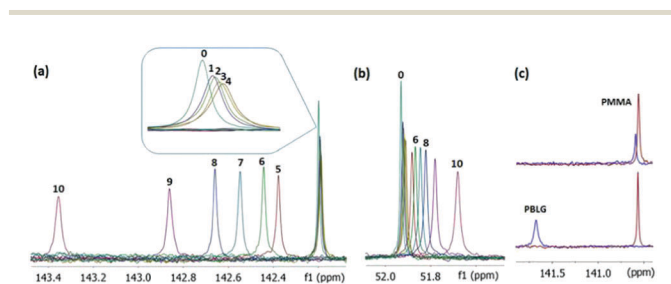 (a)
0
1 2 3 4
10 9 8 7 6 5
143.4 143.2 143.0 142.8 142.6 142.4 f1 (ppm)
(b)
0
6 8 10
52.0 51.8 f1 (ppm)
(c)
PMMA
PBLG
141.5 141.0 (ppm)